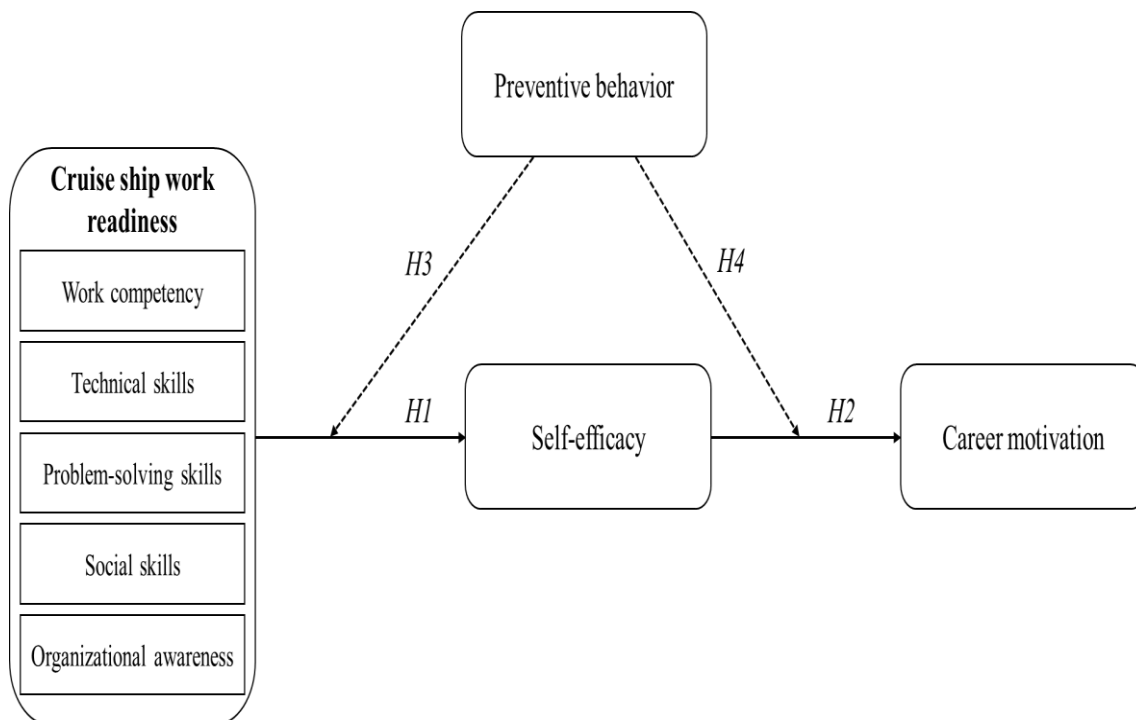 Preventive behavior
Cruise ship work
readiness
Work competency
Technical skills
Problem-solving skills
Social skills
Organizational awareness
H3
H4
H1
Self-efficacy
H2
Career motivation